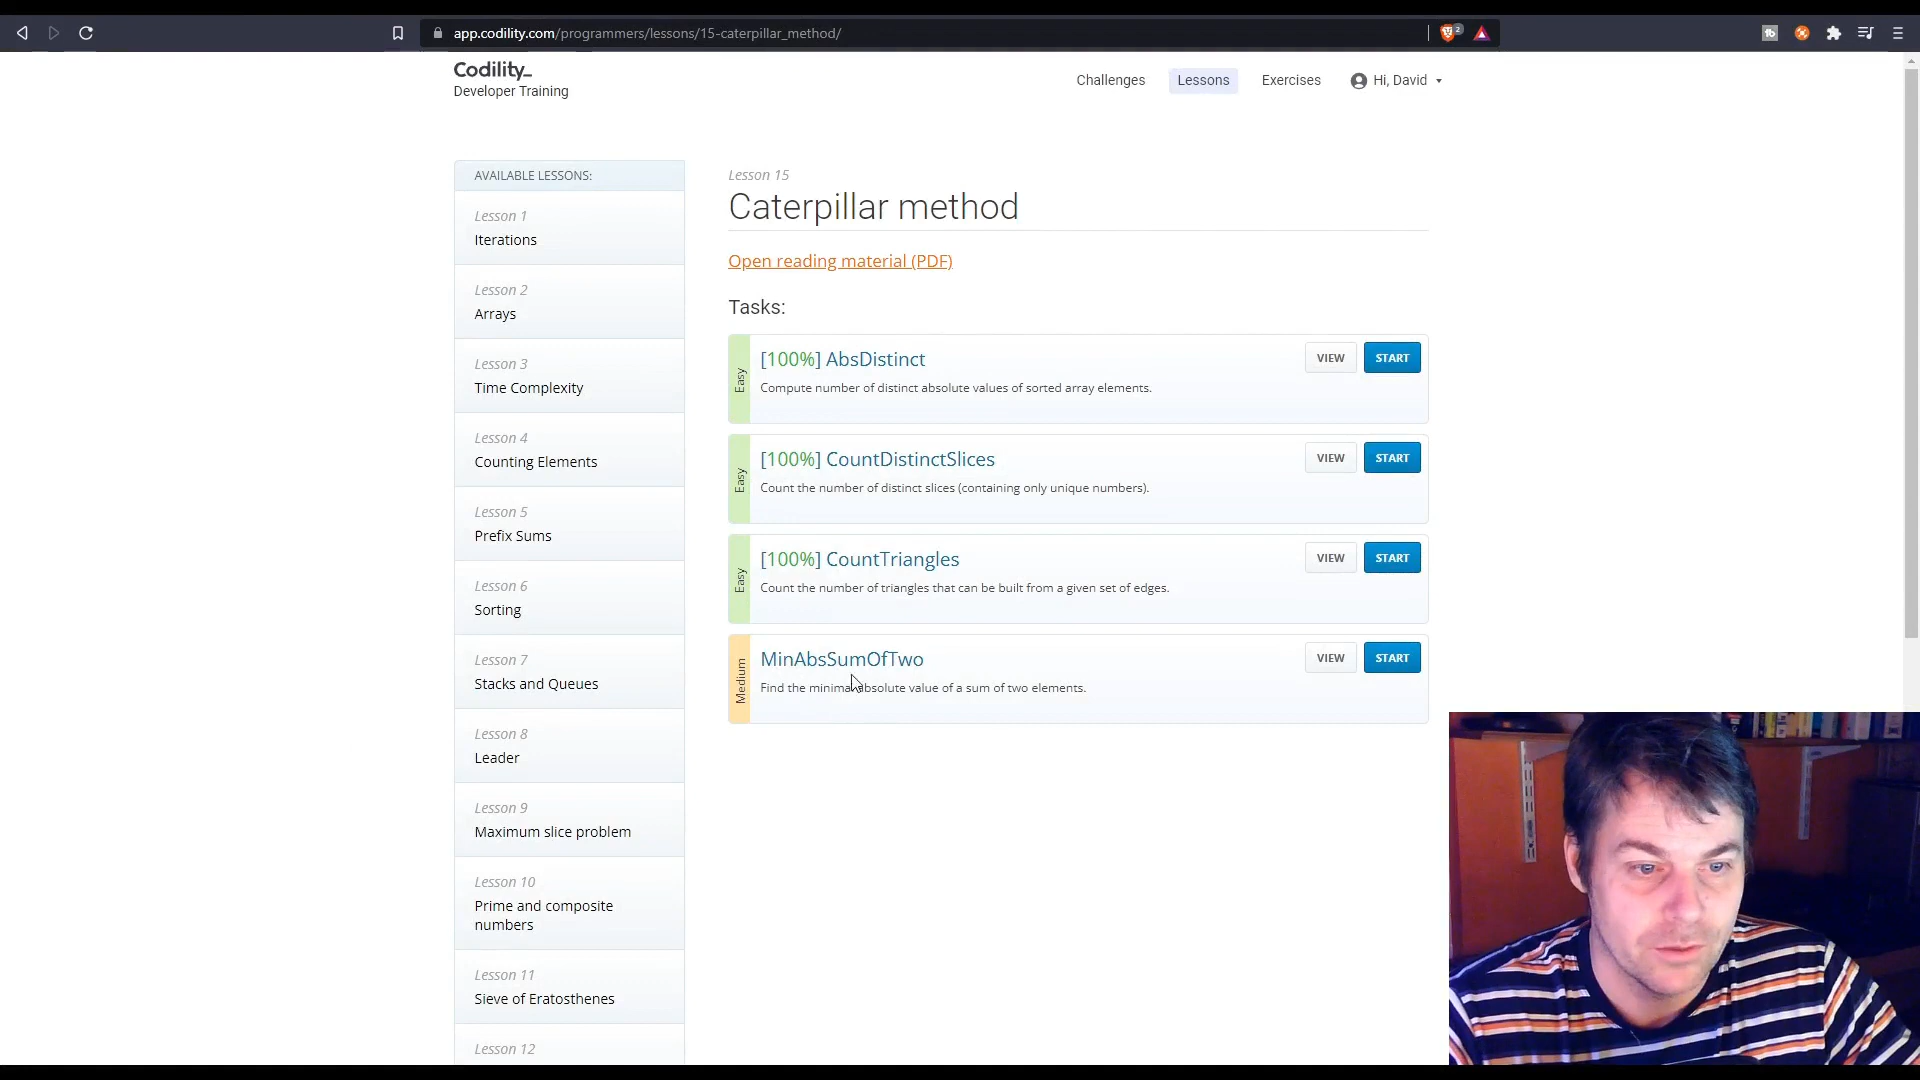 app.codility.com/programmers/lessons/15-caterpillar_method/
2
Codility_
Developer Training
Challenges
Lessons
Exercises
Hi, David
AVAILABLE LESSONS:
Lesson 1
Iterations
Lesson 2
Arrays
Lesson 3
Time Complexity
Lesson 4
Counting Elements
Lesson 5
Prefix Sums
Lesson 6
Sorting
Lesson 7
Stacks and Queues
Lesson 8
Leader
Lesson 9
Maximum slice problem
Lesson 10
Prime and composite
numbers
Lesson 11
Sieve of Eratosthenes
Lesson 12
Lesson 15
Caterpillar method
Open reading material (PDF)
Tasks:
Easy
[100%] AbsDistinct
VIEW
START
Compute number of distinct absolute values of sorted array elements.
Easy
[100%] CountDistinctSlices
VIEW
START
Count the number of distinct slices (containing only unique numbers).
Easy
[100%] CountTriangles
VIEW
START
Count the number of triangles that can be built from a given set of edges.
Medium
MinAbsSumOfTwo
VIEW
START
Find the minimal absolute value of a sum of two elements.